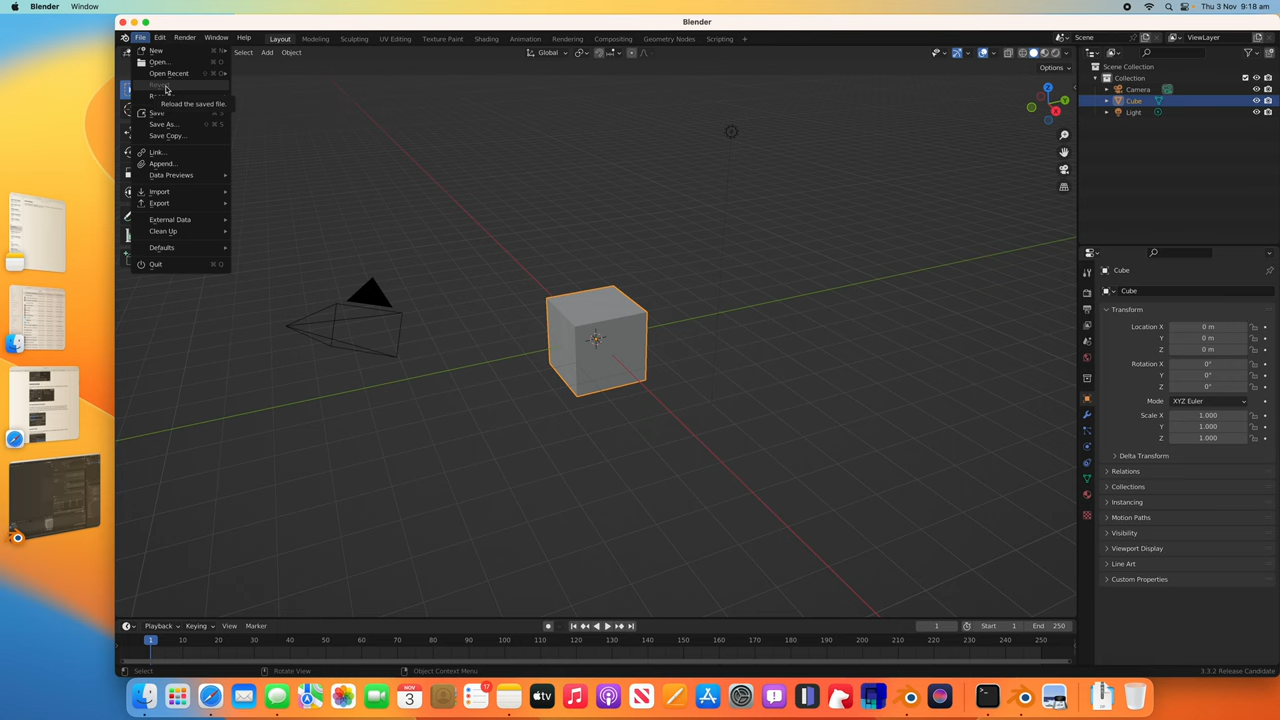 Blender Window Thu 3 Nov 9:18 am
Blender
File Edit Render Window Help Layout Modeling Sculpting UV Editing Texture Paint Shading Animation Rendering Compositing Geometry Nodes Scripting + Scene ViewLayer
Select Add Object Global
Options
New ⌘ N
Open... ⌘ O
Open Recent ⇧ ⌘ O
Reload the saved file.
Save ⌘ S
Save As... ⇧ ⌘ S
Save Copy...
Link...
Append...
Data Previews
Import
Export
External Data
Clean Up
Defaults
Quit ⌘ Q
Z
Y
Scene Collection
Collection
Camera
Cube
Light
Cube
Cube
Transform
Location X 0 m
Y 0 m
Z 0 m
Rotation X 0°
Y 0°
Z 0°
Mode XYZ Euler
Scale X 1.000
Y 1.000
Z 1.000
Delta Transform
Relations
Collections
Instancing
Motion Paths
Visibility
Viewport Display
Line Art
Custom Properties
Playback Keying View Marker 1 Start 1 End 250
1 10 20 30 40 50 60 70 80 90 100 110 120 130 140 150 160 170 180 190 200 210 220 230 240 250
Select Rotate View Object Context Menu 3.3.2 Release Candidate
NOV
3
17
tv